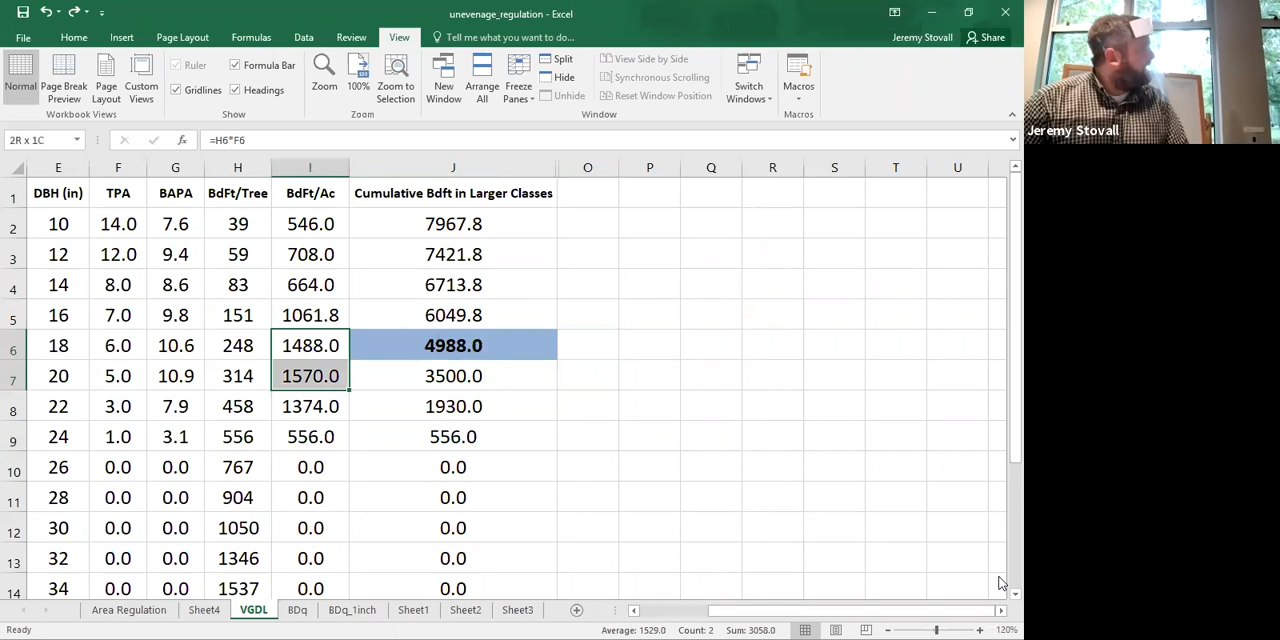 unevenage_regulation - Excel
File Home Insert Page Layout Formulas Data Review View Tell me what you want to do... Jeremy Stovall Share
Normal Page Break Preview Page Layout Custom Views
Ruler Formula Bar
Gridlines Headings
Zoom 100% Zoom to Selection
New Window Arrange All Freeze Panes
Split
Hide
Unhide
View Side by Side
Synchronous Scrolling
Reset Window Position
Switch Windows Macros
Workbook Views Show Zoom Window Macros
2R x 1C fx =H6*F6
E F G H I J O P Q R S T U
1 DBH (in) TPA BAPA BdFt/Tree BdFt/Ac Cumulative Bdft in Larger Classes
2 10 14.0 7.6 39 546.0 7967.8
3 12 12.0 9.4 59 708.0 7421.8
4 14 8.0 8.6 83 664.0 6713.8
5 16 7.0 9.8 151 1061.8 6049.8
6 18 6.0 10.6 248 1488.0 4988.0
7 20 5.0 10.9 314 1570.0 3500.0
8 22 3.0 7.9 458 1374.0 1930.0
9 24 1.0 3.1 556 556.0 556.0
10 26 0.0 0.0 767 0.0 0.0
11 28 0.0 0.0 904 0.0 0.0
12 30 0.0 0.0 1050 0.0 0.0
13 32 0.0 0.0 1346 0.0 0.0
14 34 0.0 0.0 1537 0.0 0.0
Area Regulation Sheet4 VGDL BDq BDq_1inch Sheet1 Sheet2 Sheet3
Ready Average: 1529.0 Count: 2 Sum: 3058.0 120%
Jeremy Stovall